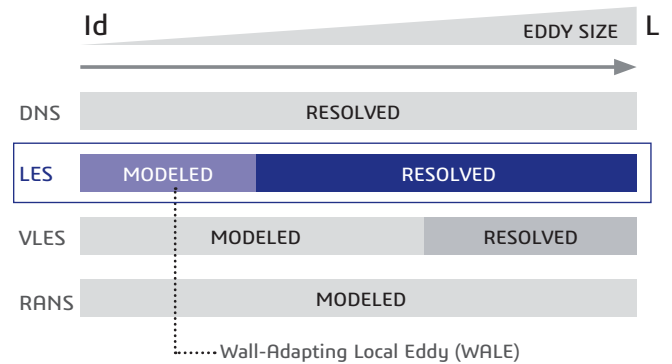 Id
EDDY SIZE
L
DNS
RESOLVED
LES
MODELED
RESOLVED
VLES
MODELED
RESOLVED
RANS
MODELED
Wall-Adapting Local Eddy (WALE)